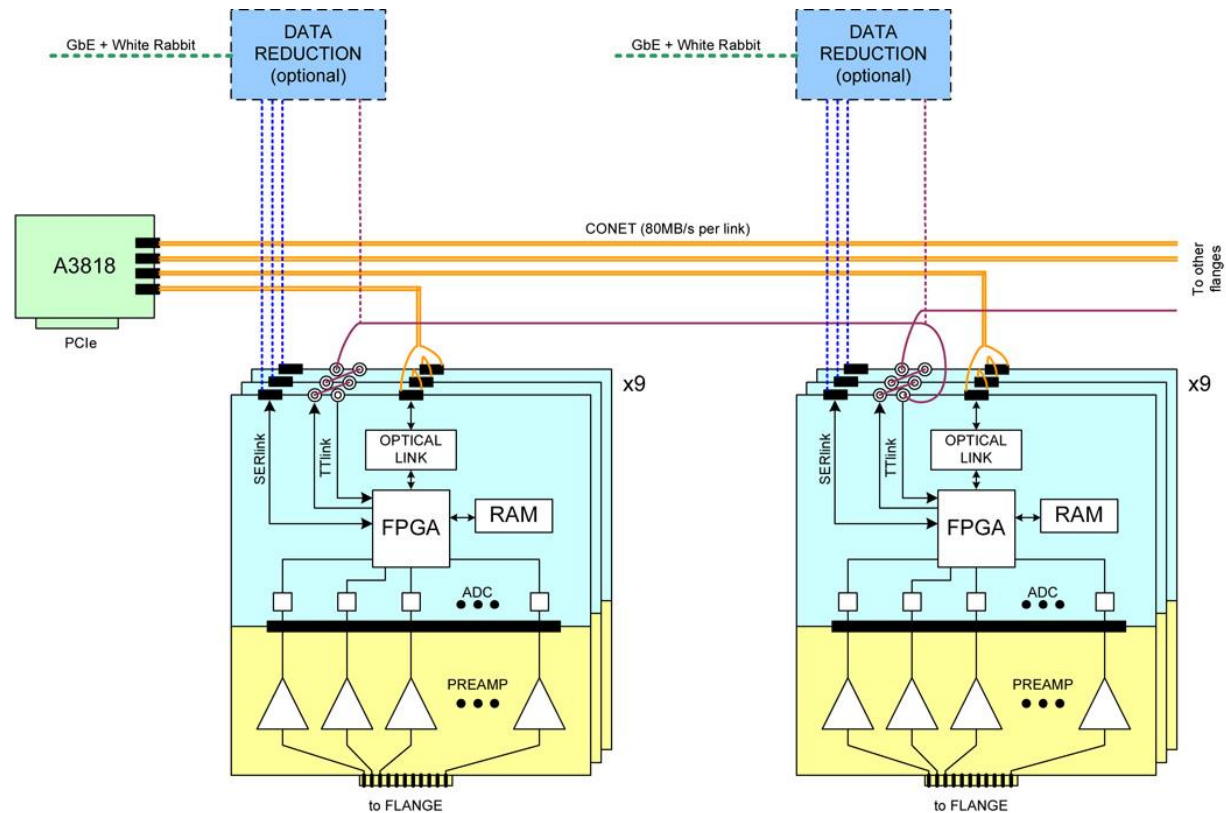 DATA
REDUCTION
(optional)
GbE + White Rabbit
DATA
REDUCTION
(optional)
GbE + White Rabbit
A3818
PCIe
CONET (80MB/s per link)
To other
flanges
x9
SERlink
TTlink
OPTICAL
LINK
FPGA
RAM
ADC
PREAMP
to FLANGE
x9
SERlink
TTlink
OPTICAL
LINK
FPGA
RAM
ADC
PREAMP
to FLANGE